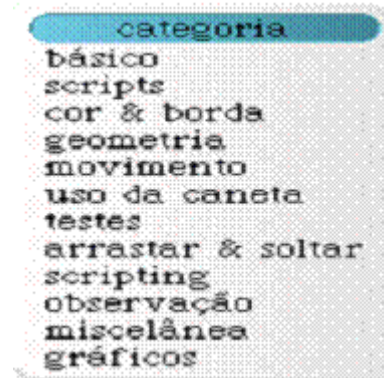 categoria
básico
scripts
cor & borda
geometria
movimento
uso da caneta
testes
arrastar & soltar
scripting
observação
miscelânea
gráficos